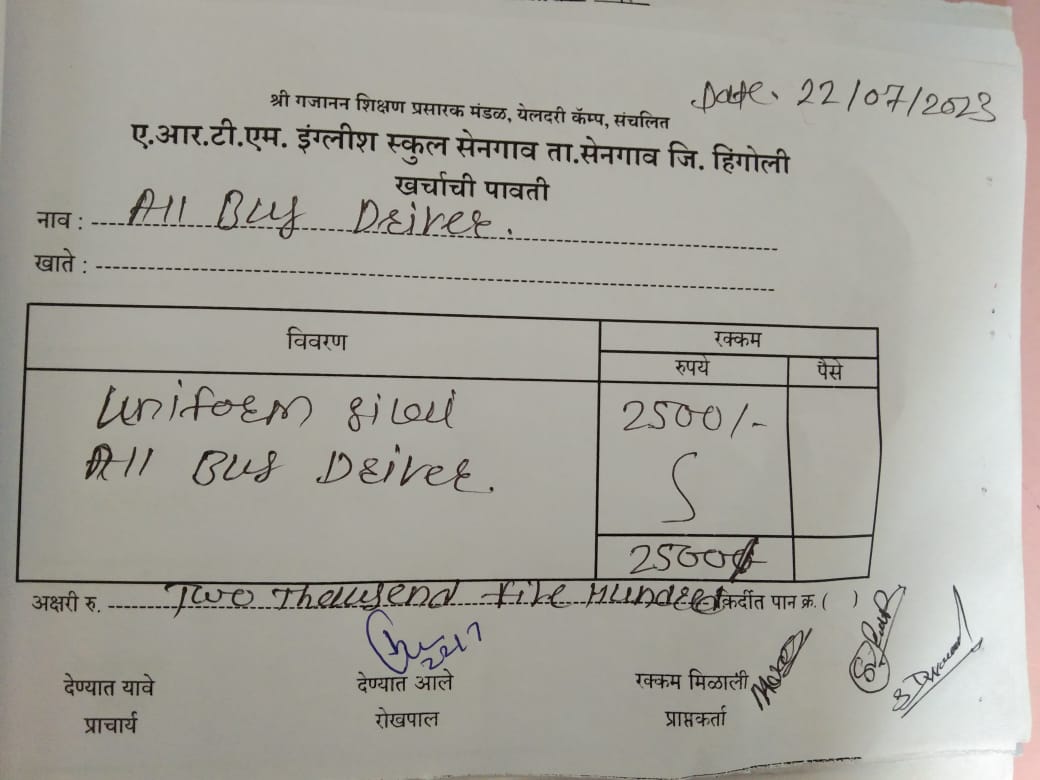 Date. 22/07/2023
श्री गजानन शिक्षण प्रसारक मंडळ, येलदरी कॅम्प, संचलित
ए.आर.टी.एम. इंग्लीश स्कुल सेनगाव ता.सेनगाव जि. हिंगोली
खर्चाची पावती
नाव : All Bus Driver.
खाते :
विवरण रक्कम
रुपये पैसे
Uniform 2500/-
All Bus Driver.
2500/-
अक्षरी रु. Two Thousend five Hundred किर्दीत पान क्र. ( )
22/7
देण्यात यावे देण्यात आले रक्कम मिळाली
प्राचार्य रोखपाल प्राप्तकर्ता